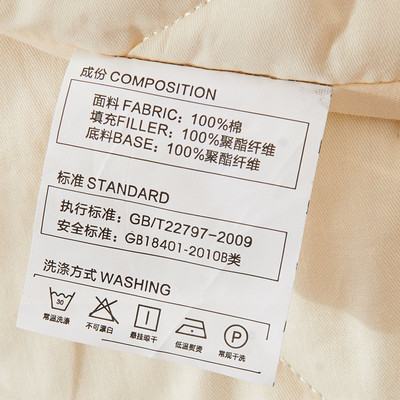 成份 COMPOSITION
面料 FABRIC: 100%棉
填充FILLER: 100%聚酯纤维
底料BASE: 100%聚酯纤维
标准 STANDARD
执行标准: GB/T22797-2009
安全标准: GB18401-2010B类
洗涤方式 WASHING
30
P
常温洗涤 不可漂白 悬挂晾干 低温熨烫 常规干洗